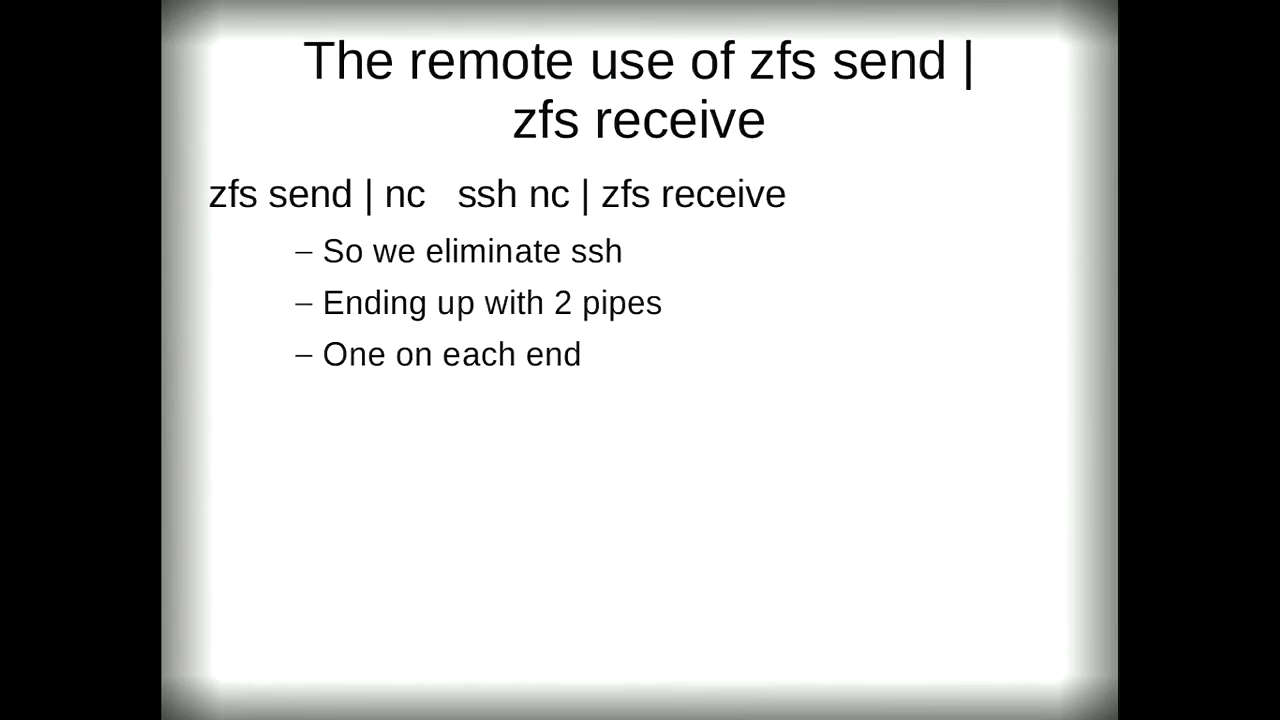 The remote use of zfs send |
zfs receive
zfs send | nc   ssh nc | zfs receive
– So we eliminate ssh
– Ending up with 2 pipes
– One on each end